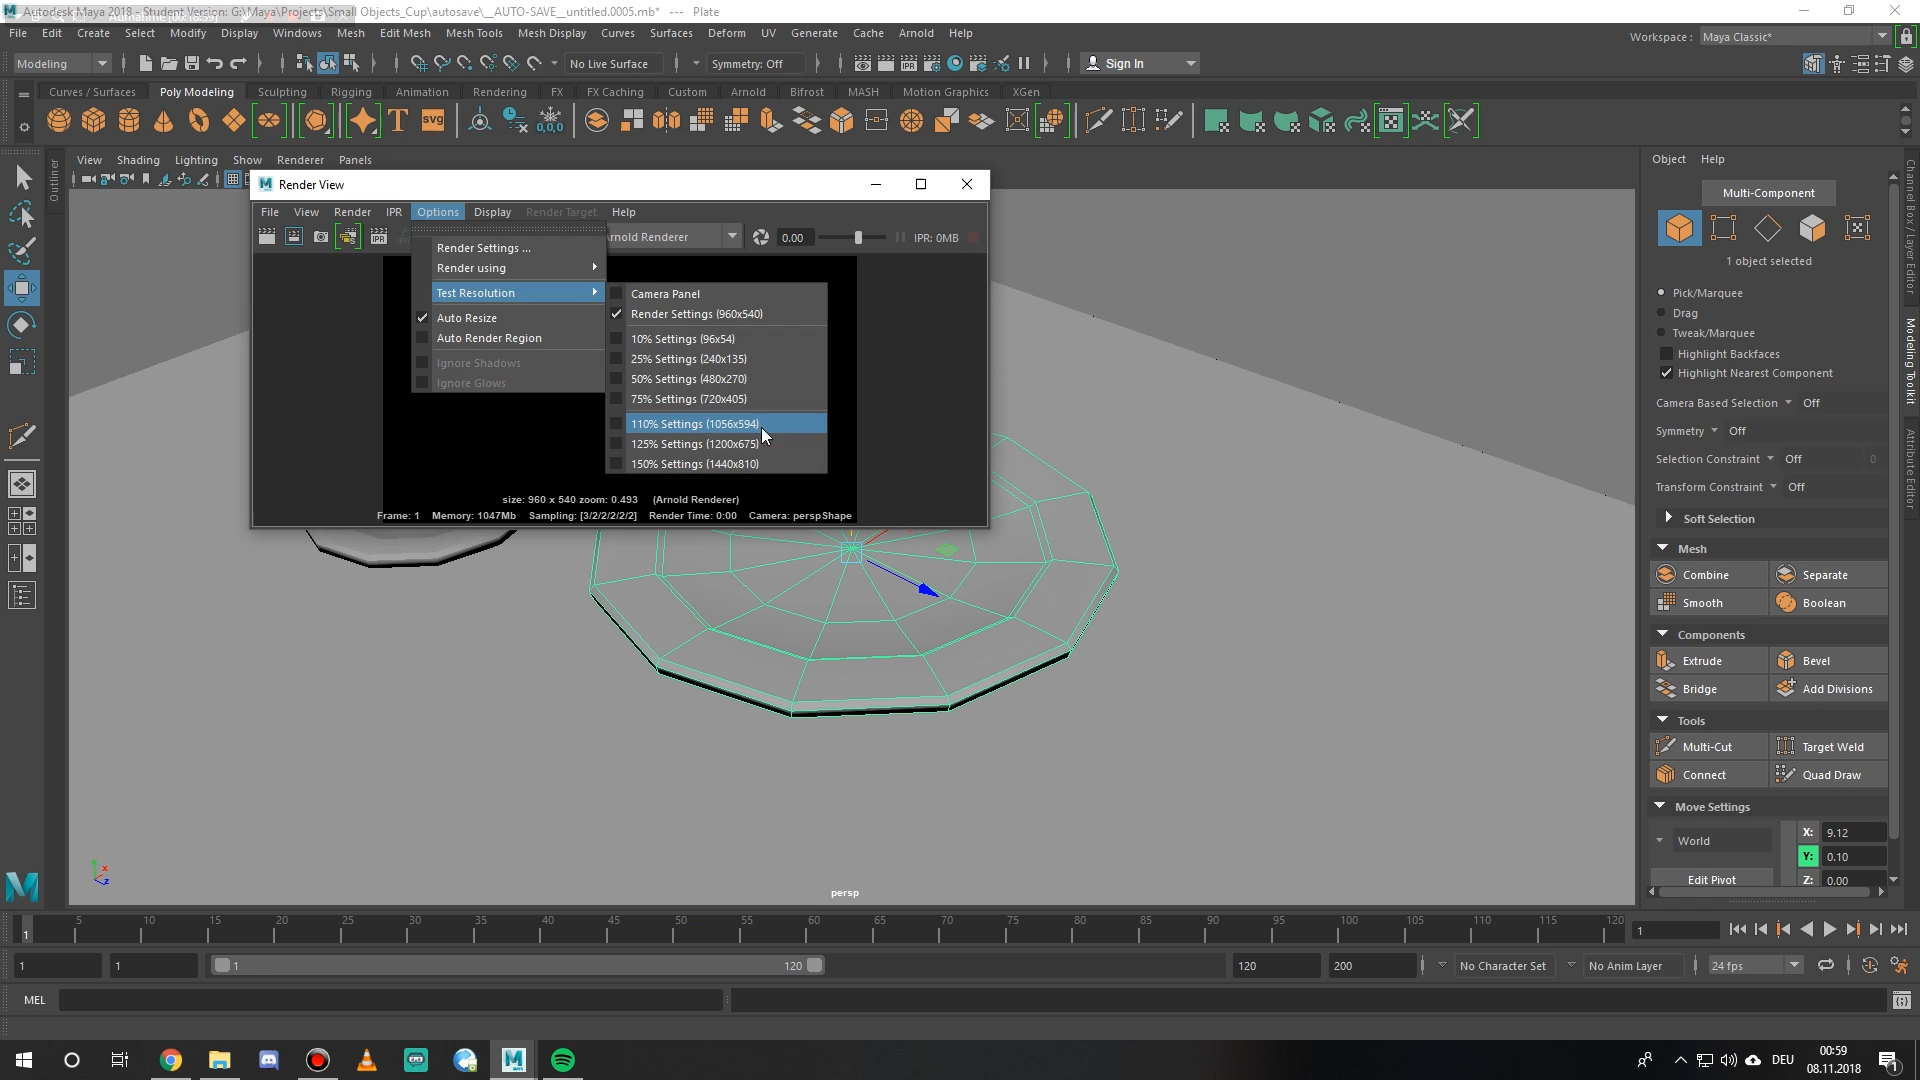 Autodesk Maya 2018 - Student Version: G:\Maya\Projects\Small Objects_Cup\autosave\__AUTO-SAVE__untitled.0005.mb* --- Plate
File Edit Create Select Modify Display Windows Mesh Edit Mesh Mesh Tools Mesh Display Curves Surfaces Deform UV Generate Cache Arnold Help
Workspace : Maya Classic*
Modeling No Live Surface Symmetry: Off Sign In
Curves / Surfaces Poly Modeling Sculpting Rigging Animation Rendering FX FX Caching Custom Arnold Bifrost MASH Motion Graphics XGen
T SVG 0,0,0
View Shading Lighting Show Renderer Panels
Outliner
Render View
File View Render IPR Options Display Render Target Help
IPR rnold Renderer 0.00 IPR: 0MB
Render Settings ...
Render using
Test Resolution
Auto Resize
Auto Render Region
Ignore Shadows
Ignore Glows
Camera Panel
Render Settings (960x540)
10% Settings (96x54)
25% Settings (240x135)
50% Settings (480x270)
75% Settings (720x405)
110% Settings (1056x594)
125% Settings (1200x675)
150% Settings (1440x810)
size: 960 x 540 zoom: 0.493 (Arnold Renderer)
Frame: 1 Memory: 1047Mb Sampling: [3/2/2/2/2/2] Render Time: 0:00 Camera: perspShape
persp
Object Help
Multi-Component
1 object selected
Pick/Marquee
Drag
Tweak/Marquee
Highlight Backfaces
Highlight Nearest Component
Camera Based Selection Off
Symmetry Off
Selection Constraint Off 0
Transform Constraint Off
Soft Selection
Mesh
Combine Separate
Smooth Boolean
Components
Extrude Bevel
Bridge Add Divisions
Tools
Multi-Cut Target Weld
Connect Quad Draw
Move Settings
World X: 9.12
Y: 0.10
Edit Pivot Z: 0.00
Channel Box / Layer Editor
Modeling Toolkit
Attribute Editor
1 5 10 15 20 25 30 35 40 45 50 55 60 65 70 75 80 85 90 95 100 105 110 115 120 1
1 1 1 120 120 200 No Character Set No Anim Layer 24 fps
MEL
DEU 00:59
08.11.2018
1